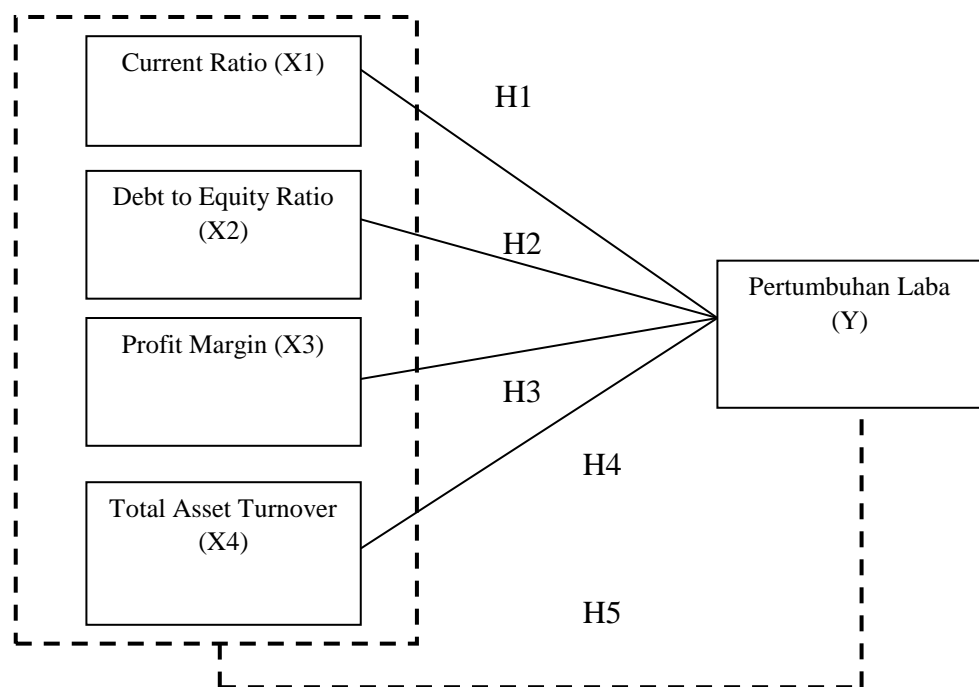 Current Ratio (X1)
H1
Debt to Equity Ratio
(X2)
H2
Pertumbuhan Laba
(Y)
Profit Margin (X3)
H3
H4
Total Asset Turnover
(X4)
H5